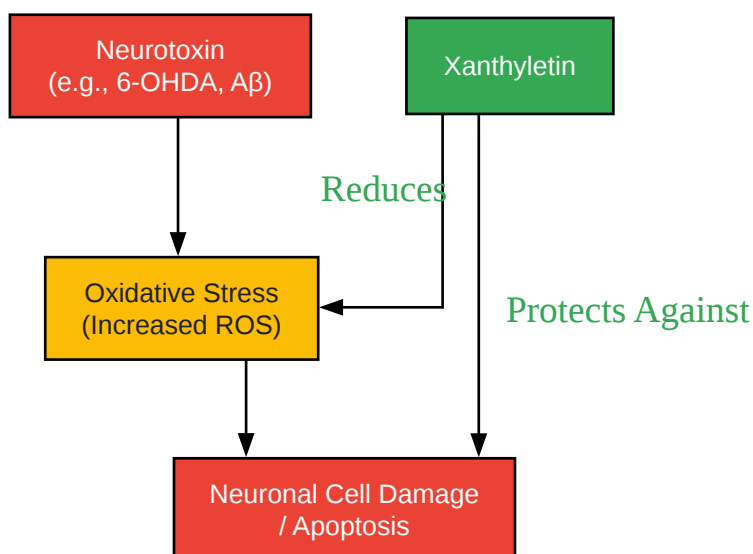 Neurotoxin
(e.g., 6-OHDA, Aβ)
Xanthyletin
Reduces
Oxidative Stress
(Increased ROS)
Protects Against
Neuronal Cell Damage
/ Apoptosis